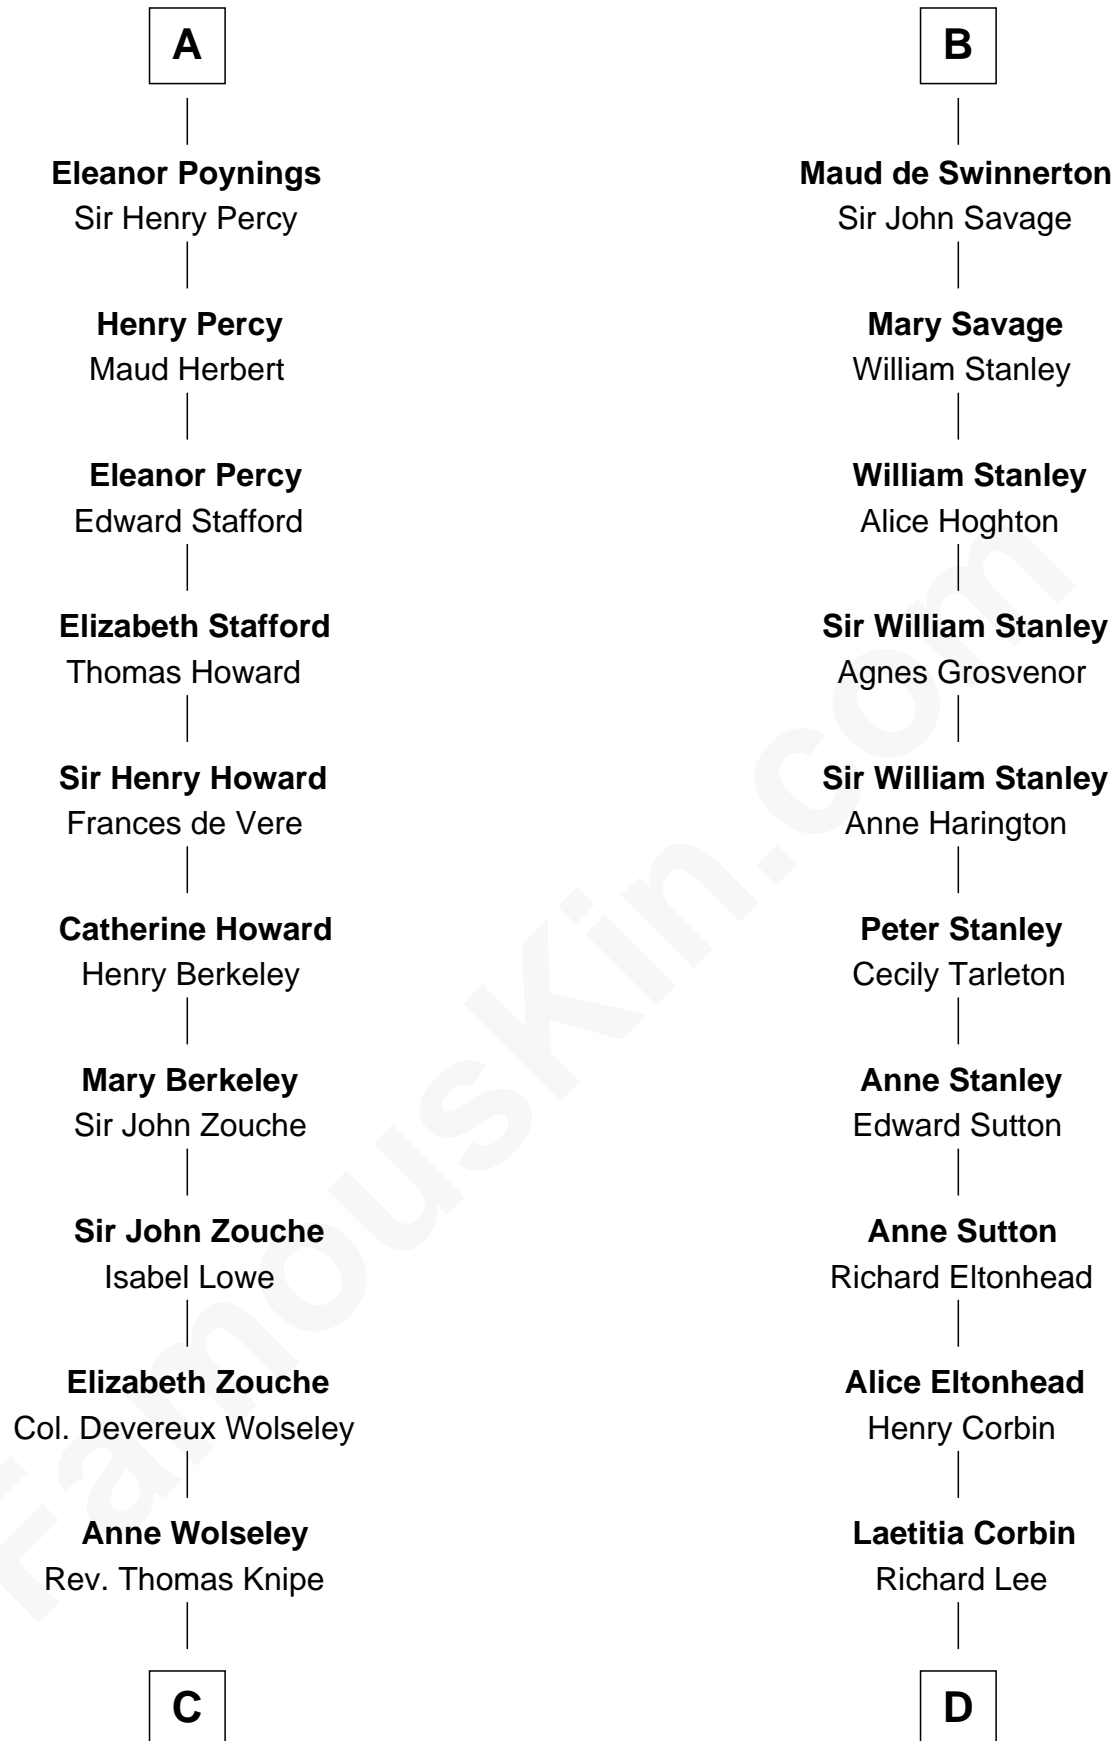 A
Eleanor Poynings
Sir Henry Percy
Henry Percy
Maud Herbert
Eleanor Percy
Edward Stafford
Elizabeth Stafford
Thomas Howard
Sir Henry Howard
Frances de Vere
Catherine Howard
Henry Berkeley
Mary Berkeley
Sir John Zouche
Sir John Zouche
Isabel Lowe
Elizabeth Zouche
Col. Devereux Wolseley
Anne Wolseley
Rev. Thomas Knipe
C
B
Maud de Swinnerton
Sir John Savage
Mary Savage
William Stanley
William Stanley
Alice Hoghton
Sir William Stanley
Agnes Grosvenor
Sir William Stanley
Anne Harington
Peter Stanley
Cecily Tarleton
Anne Stanley
Edward Sutton
Anne Sutton
Richard Eltonhead
Alice Eltonhead
Henry Corbin
Laetitia Corbin
Richard Lee
D
FamousKin.com